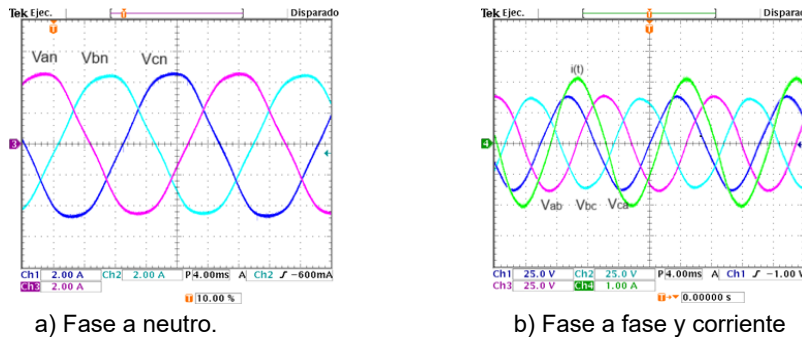 Tek Ejec. Disparado
T
T
Van Vbn Vcn
3
Ch1 2.00 A Ch2 2.00 A P 4.00ms A Ch2 ƒ −600mA
Ch3 2.00 A
T 10.00 %
a) Fase a neutro.
Tek Ejec. Disparado
T
T
i(t)
4
Vab Vbc Vca
Ch1 25.0 V Ch2 25.0 V P 4.00ms A Ch1 ƒ −1.00 V
Ch3 25.0 V Ch4 1.00 A
T→▼ 0.00000 s
b) Fase a fase y corriente